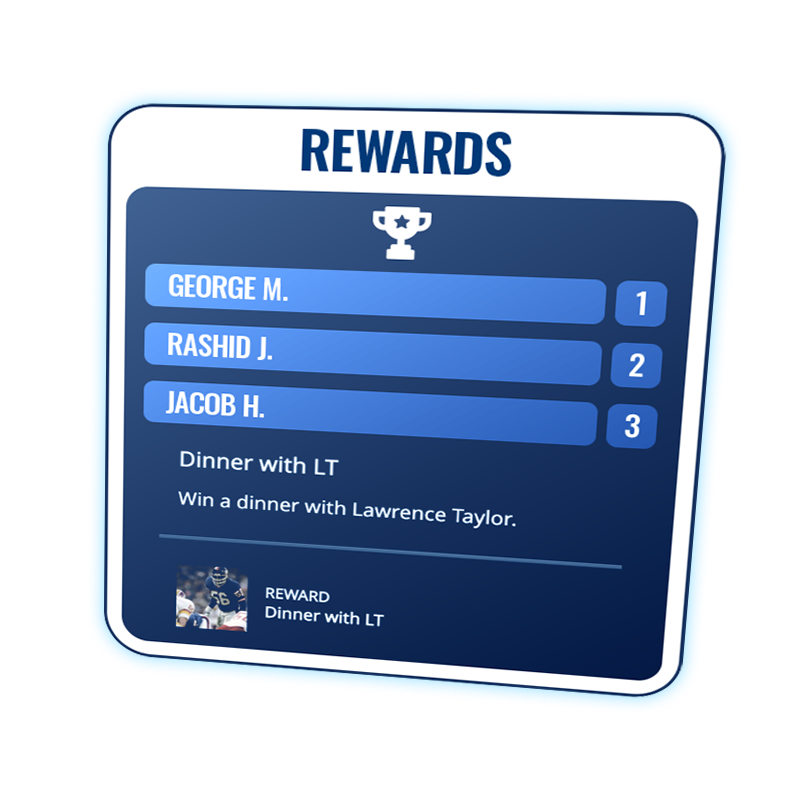 REWARDS
GEORGE M. 1
RASHID J. 2
JACOB H. 3
Dinner with LT
Win a dinner with Lawrence Taylor.
56
REWARD
Dinner with LT